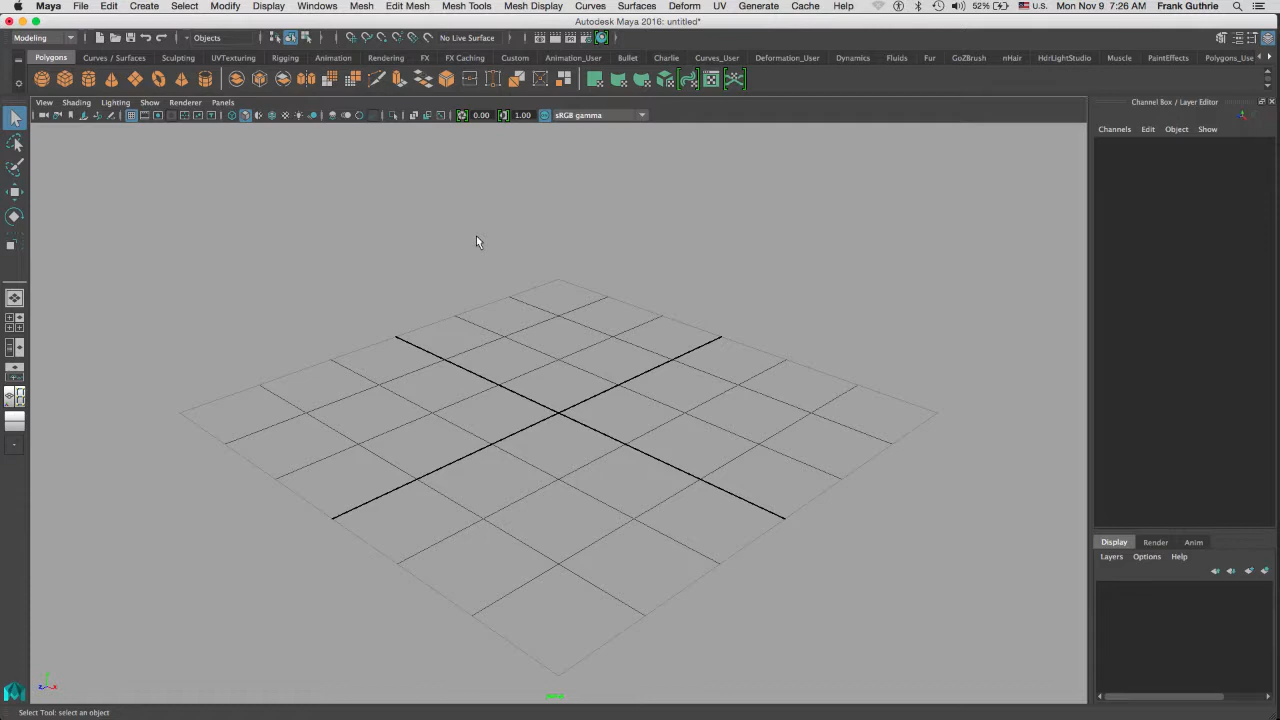 Maya File Edit Create Select Modify Display Windows Mesh Edit Mesh Mesh Tools Mesh Display Curves Surfaces Deform UV Generate Cache Help 52% U.S. Mon Nov 9 7:26 AM Frank Guthrie
Autodesk Maya 2016: untitled*
Modeling Objects No Live Surface
Polygons Curves / Surfaces Sculpting UVTexturing Rigging Animation Rendering FX FX Caching Custom Animation_User Bullet Charlie Curves_User Deformation_User Dynamics Fluids Fur GoZBrush nHair HdrLightStudio Muscle PaintEffects Polygons_Use
View Shading Lighting Show Renderer Panels
Channel Box / Layer Editor
0.00 1.00 sRGB gamma
Channels Edit Object Show
Display Render Anim
Layers Options Help
persp
Select Tool: select an object